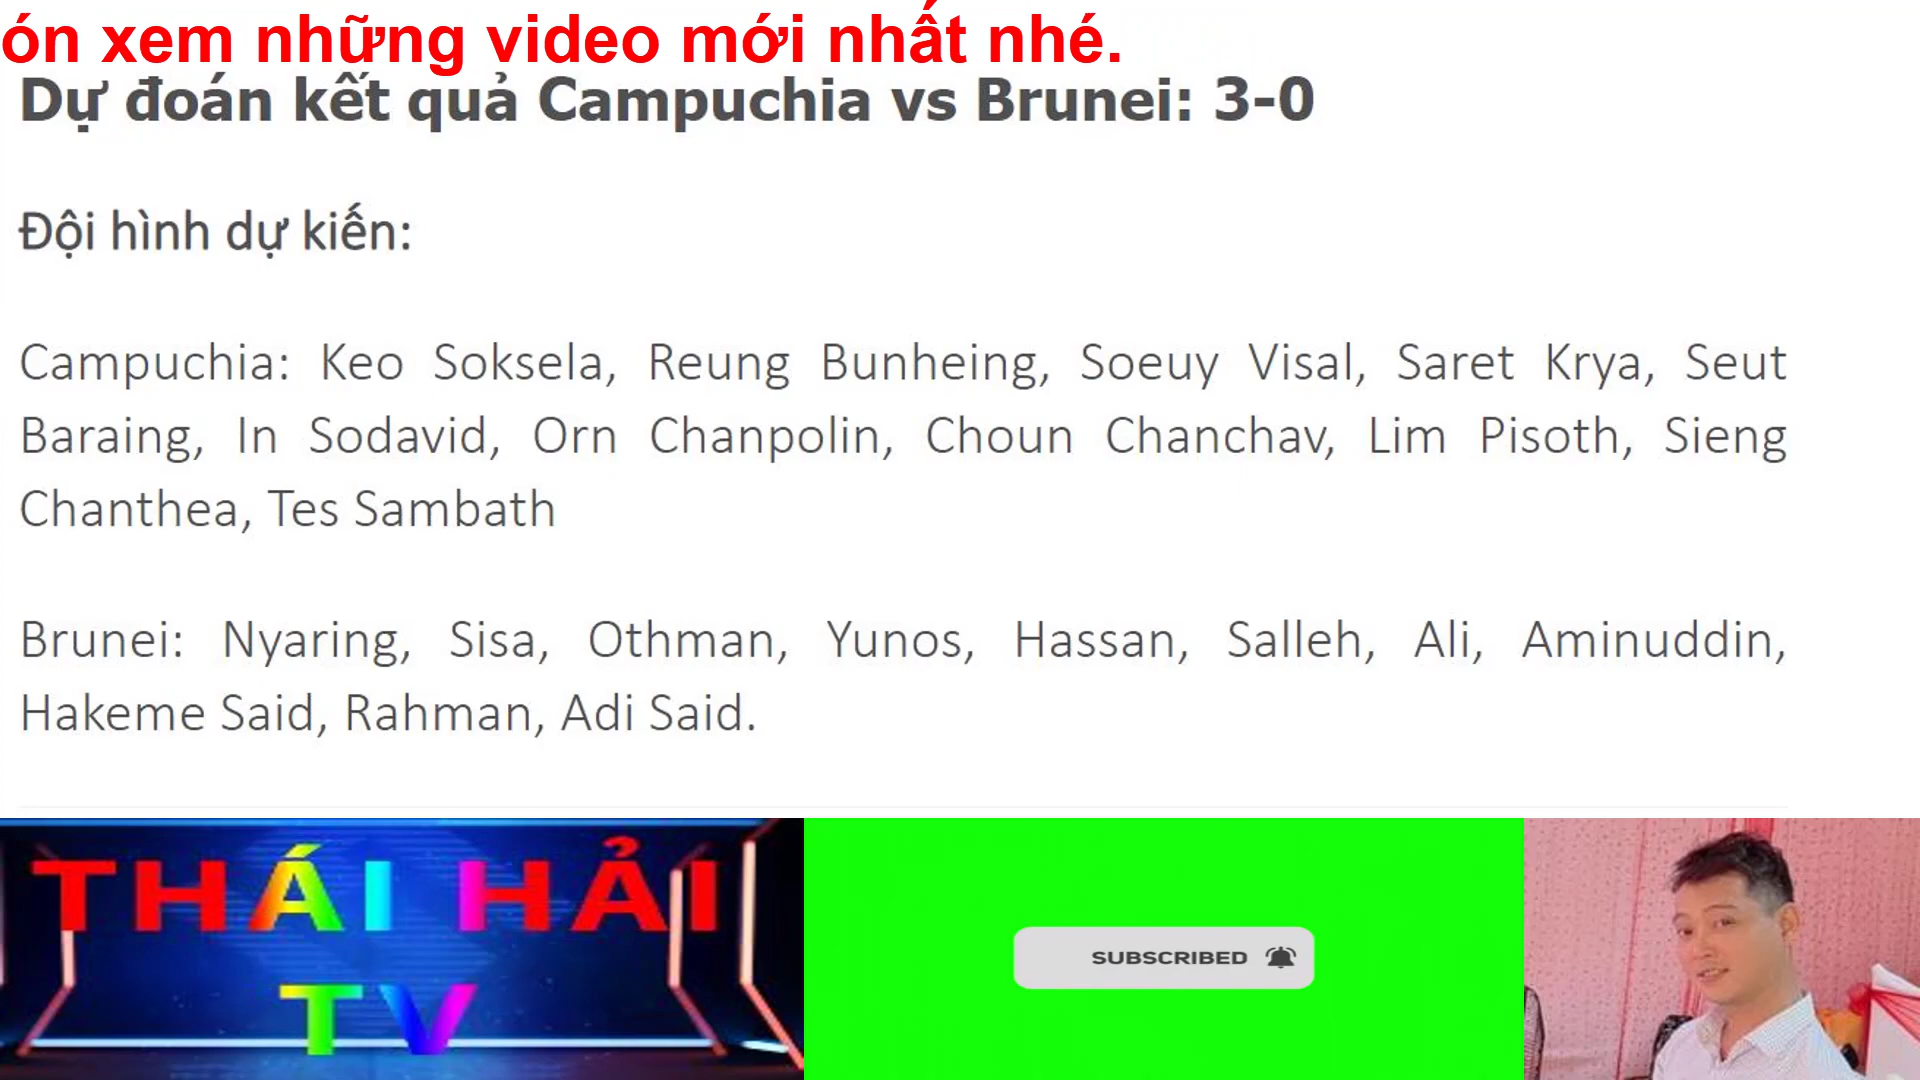 ón xem những video mới nhất nhé.
Dự đoán kết quả Campuchia vs Brunei: 3-0
Đội hình dự kiến:
Campuchia: Keo Soksela, Reung Bunheing, Soeuy Visal, Saret Krya, Seut
Baraing, In Sodavid, Orn Chanpolin, Choun Chanchav, Lim Pisoth, Sieng
Chanthea, Tes Sambath
Brunei: Nyaring, Sisa, Othman, Yunos, Hassan, Salleh, Ali, Aminuddin,
Hakeme Said, Rahman, Adi Said.
THÁI HẢI
TV
SUBSCRIBED